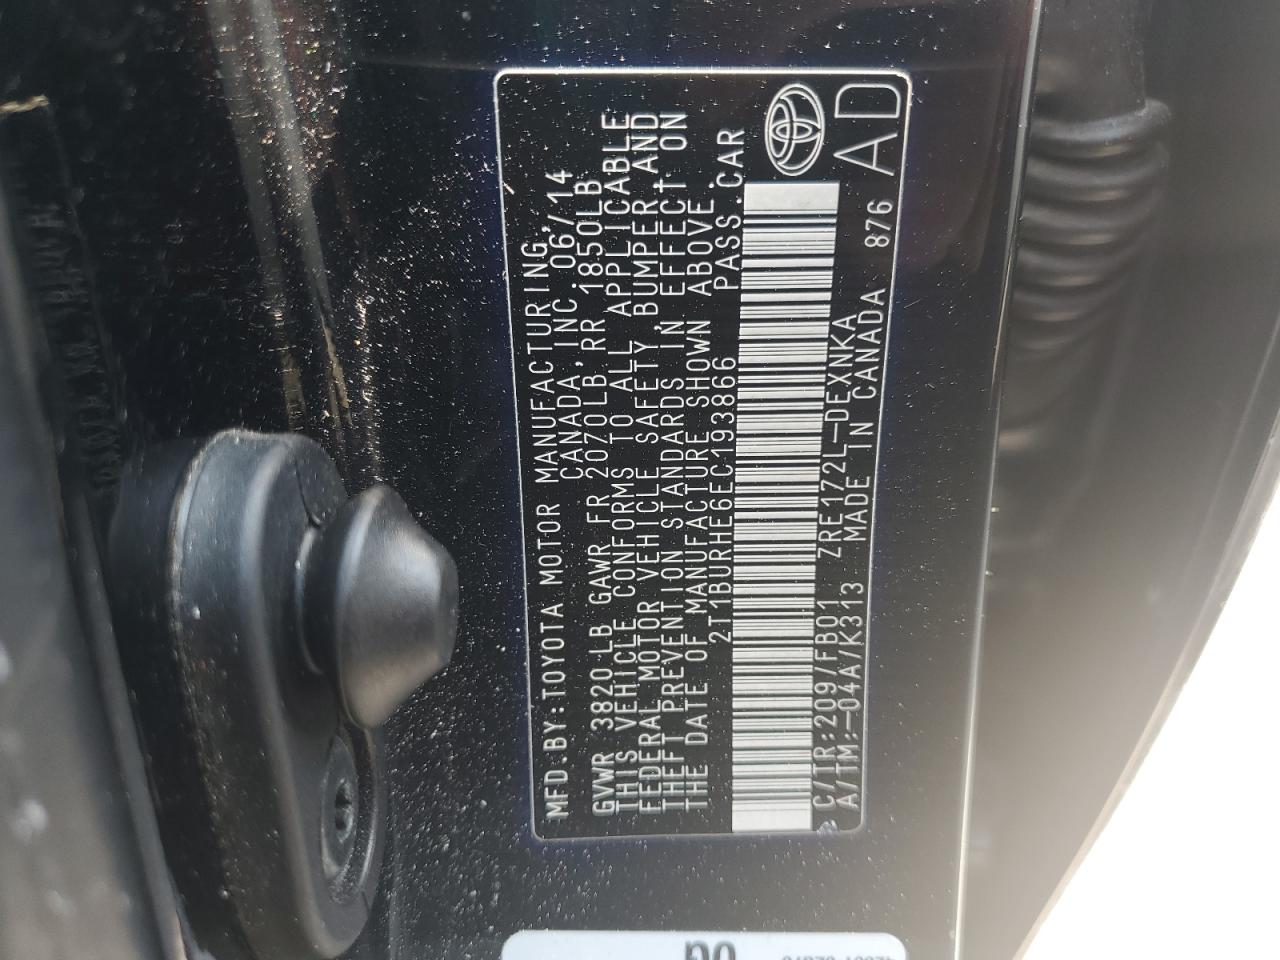 MFD.BY:TOYOTA MOTOR MANUFACTURING,
CANADA, INC. 06/14
GVWR 3820 LB GAWR FR 2070LB, RR 1850LB
THIS VEHICLE CONFORMS TO ALL APPLICABLE
FEDERAL MOTOR VEHICLE SAFETY, BUMPER, AND
THEFT PREVENTION STANDARDS IN EFFECT ON
THE DATE OF MANUFACTURE SHOWN ABOVE.
2T1BURHE6EC193866 PASS.CAR
C/TR:209/FB01 ZRE172L-DEXNKA
A/TM:-04A/K313 MADE IN CANADA 876
AD